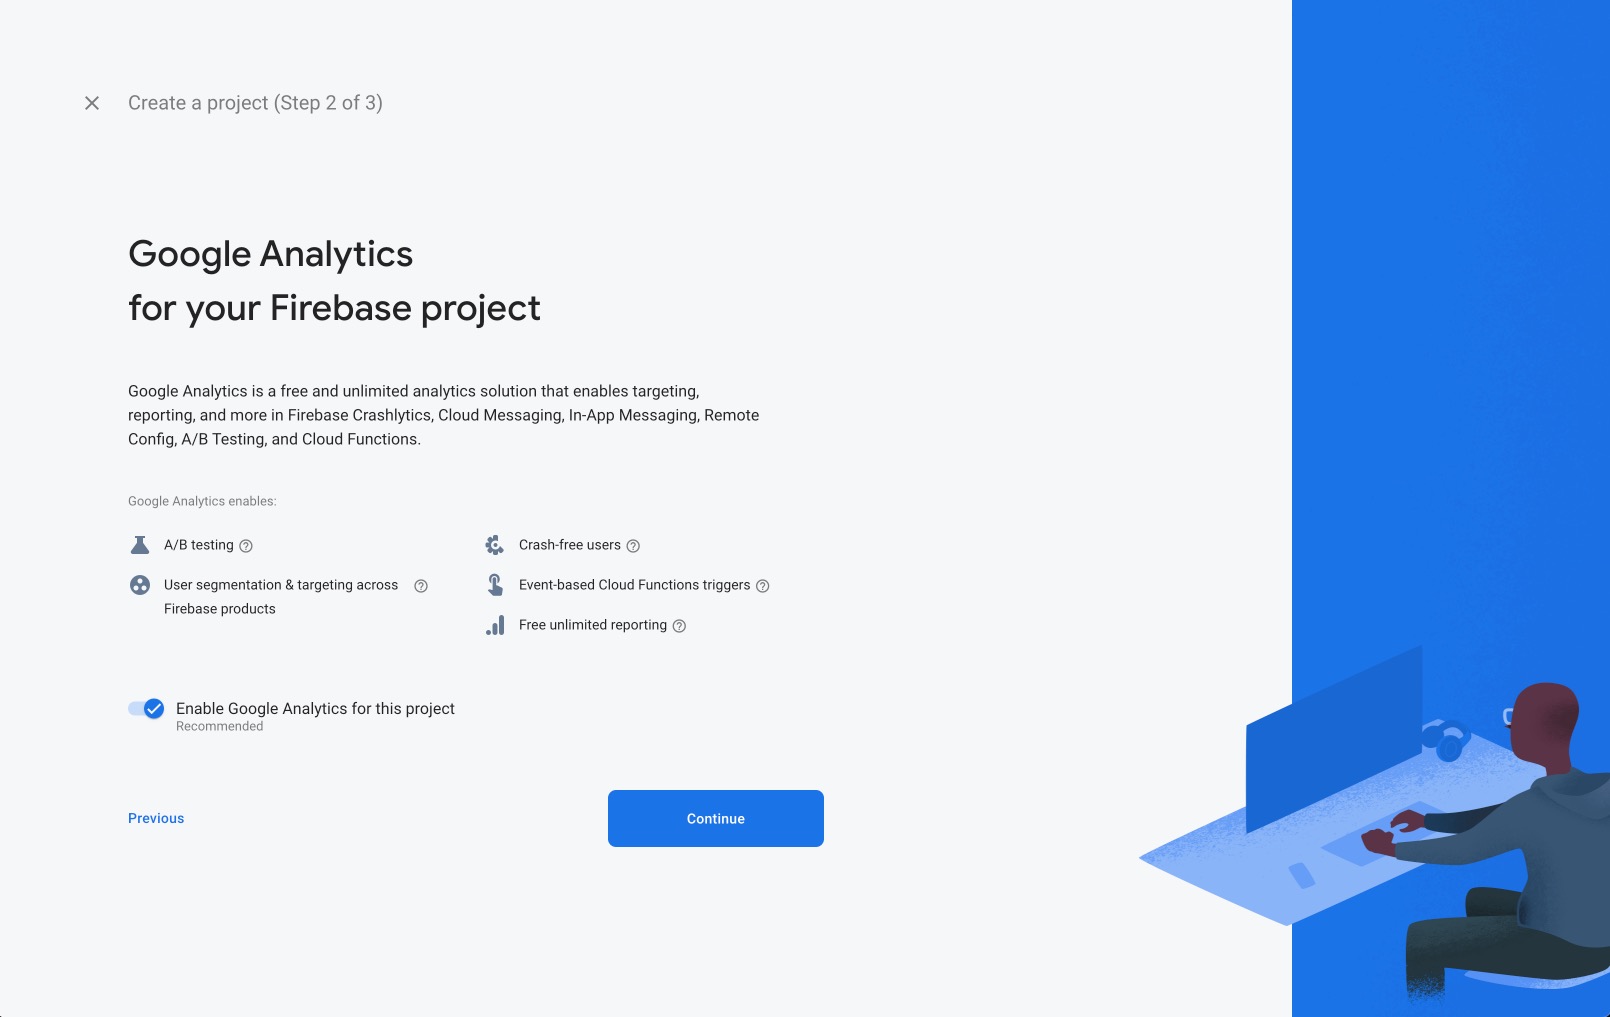 Create a project (Step 2 of 3)
Google Analytics
for your Firebase project
Google Analytics is a free and unlimited analytics solution that enables targeting,
reporting, and more in Firebase Crashlytics, Cloud Messaging, In-App Messaging, Remote
Config, A/B Testing, and Cloud Functions.
Google Analytics enables:
A/B testing
User segmentation & targeting across
Firebase products
Crash-free users
Event-based Cloud Functions triggers
Free unlimited reporting
Enable Google Analytics for this project
Recommended
Previous
Continue